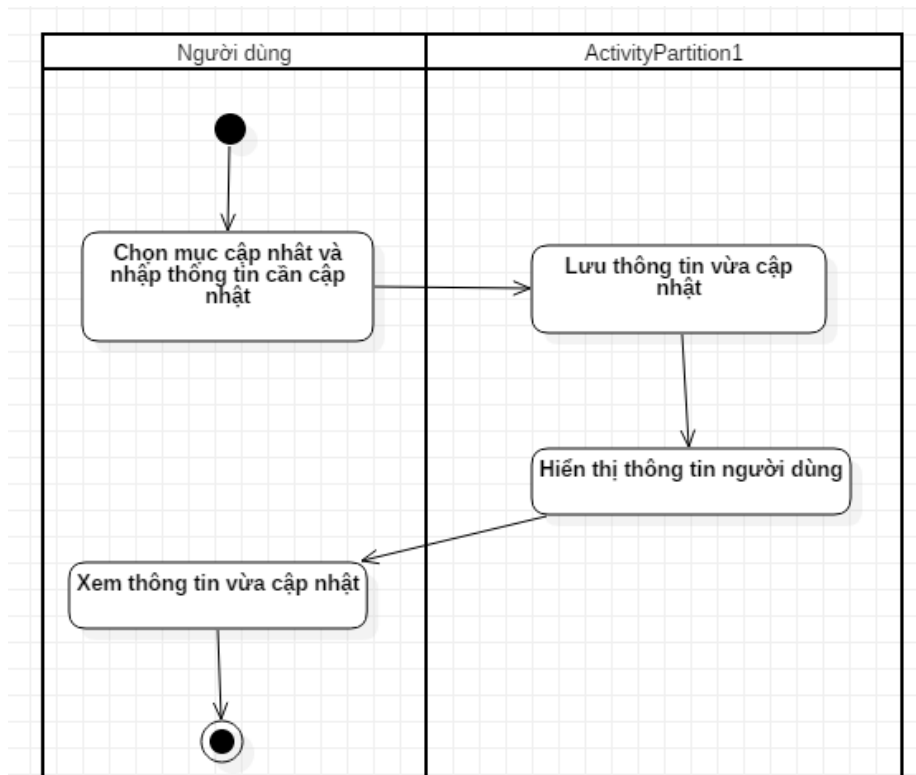 Người dùng
ActivityPartition1
Chọn mục cập nhât và
nhập thông tin cần cập
nhật
Lưu thông tin vừa cập
nhật
Hiển thị thông tin người dùng
Xem thông tin vừa cập nhật